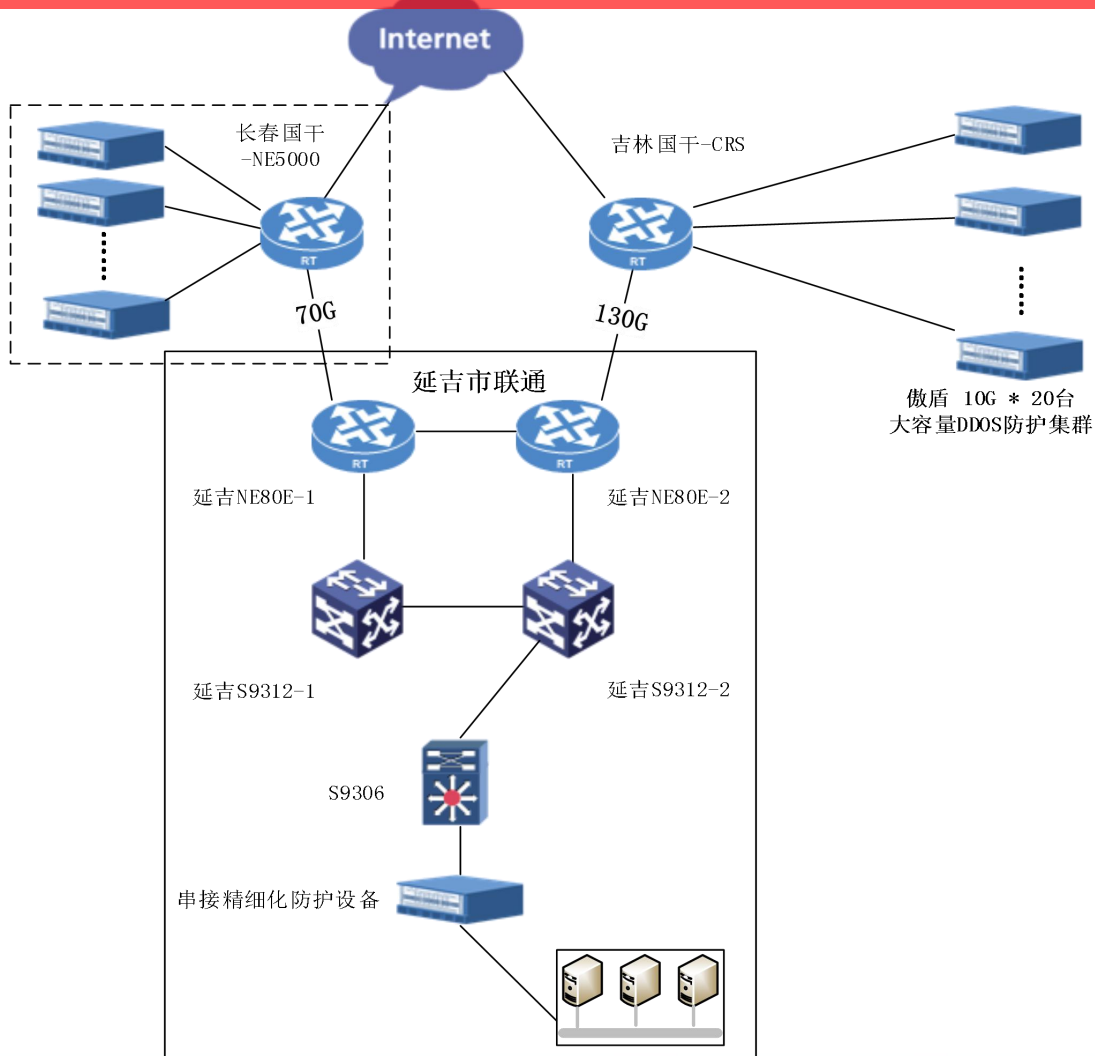 Internet
长春国干
-NE5000
吉林国干-CRS
RT
RT
70G
130G
延吉市联通
傲盾 10G * 20台
大容量DDOS防护集群
RT
RT
延吉NE80E-1
延吉NE80E-2
延吉S9312-1
延吉S9312-2
S9306
串接精细化防护设备